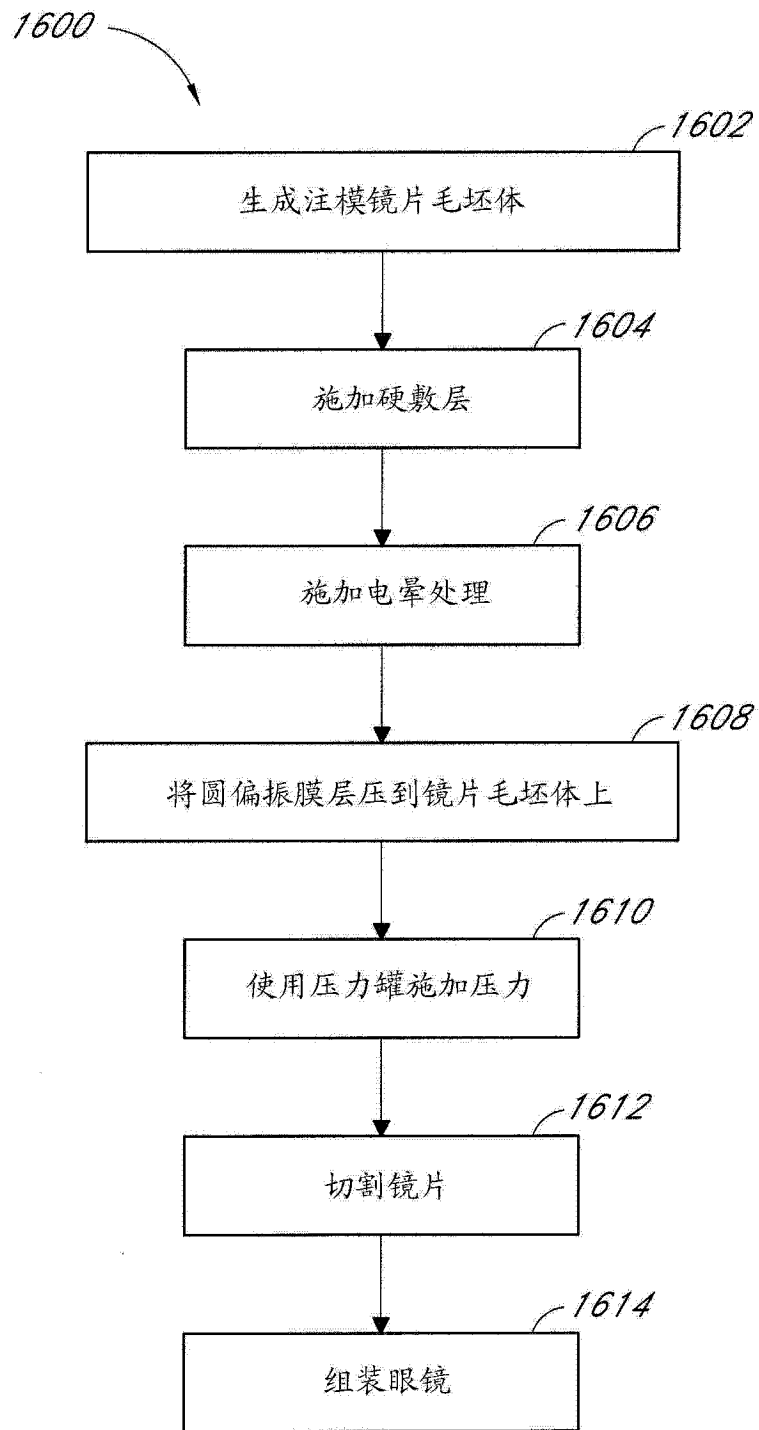 1600
1602
生成注模镜片毛坯体
1604
施加硬敷层
1606
施加电晕处理
1608
将圆偏振膜层压到镜片毛坯体上
1610
使用压力罐施加压力
1612
切割镜片
1614
组装眼镜